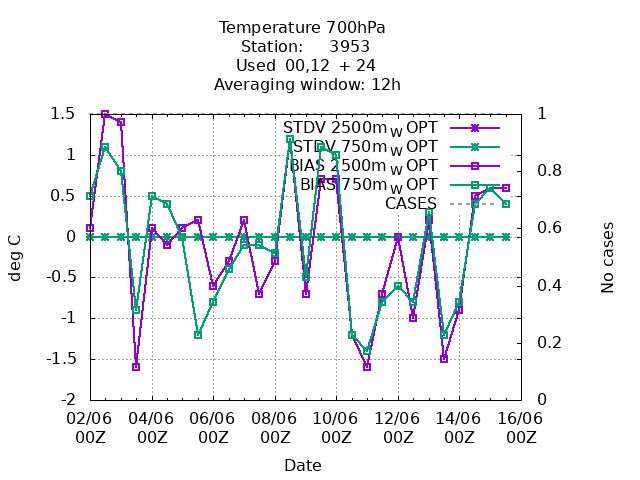 Temperature 700hPa
Station: 3953
Used 00,12 + 24
Averaging window: 12h
STDV 2500m_W OPT
STDV 750m_W OPT
BIAS 2500m_W OPT
BIAS 750m_W OPT
CASES
1.5
1
0.5
0
-0.5
-1
-1.5
-2
deg C
1
0.8
0.6
0.4
0.2
0
No cases
02/06 04/06 06/06 08/06 10/06 12/06 14/06 16/06
00Z 00Z 00Z 00Z 00Z 00Z 00Z 00Z
Date